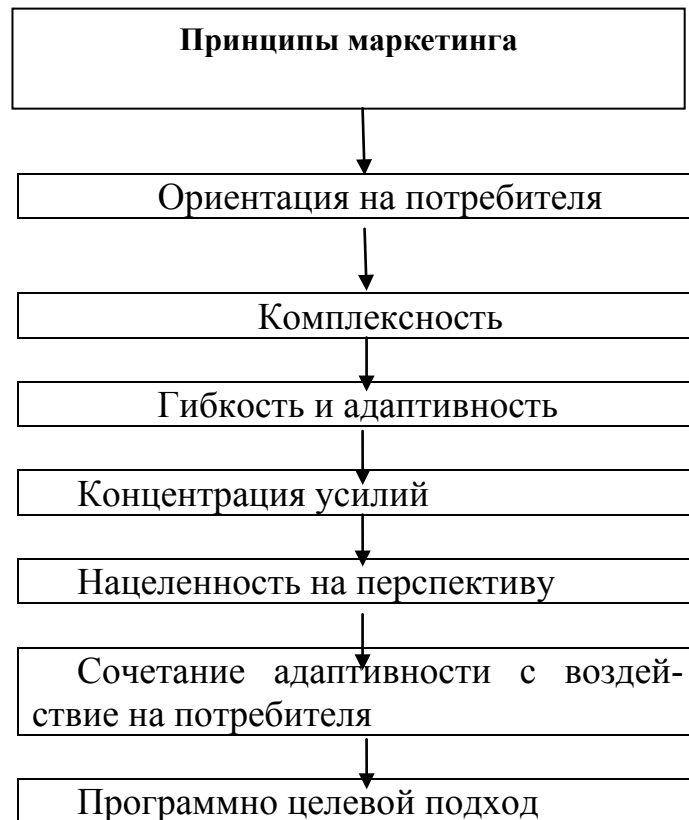 Принципы маркетинга
Ориентация на потребителя
Комплексность
Гибкость и адаптивность
Концентрация усилий
Нацеленность на перспективу
Сочетание адаптивности с воздей-
ствие на потребителя
Программно целевой подход